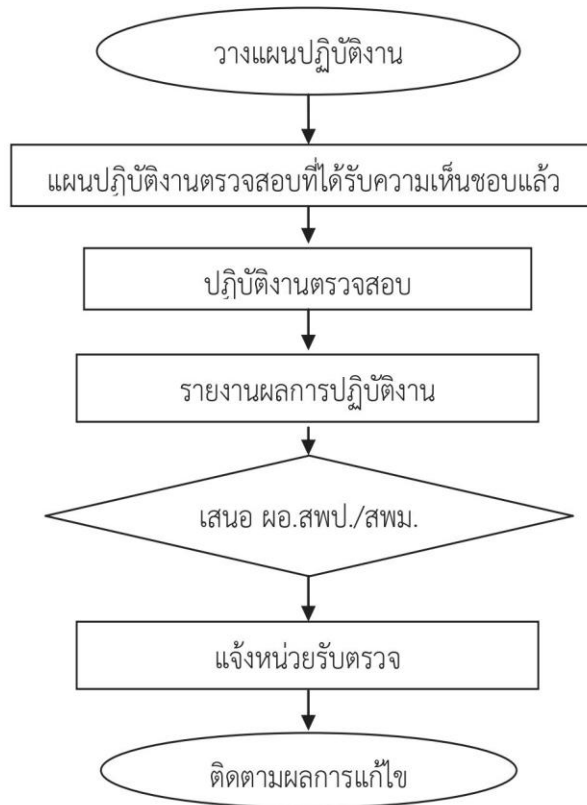 วางแผนปฏิบัติงาน
แผนปฏิบัติงานตรวจสอบที่ได้รับความเห็นชอบแล้ว
ปฏิบัติงานตรวจสอบ
รายงานผลการปฏิบัติงาน
เสนอ ผอ.สพป./สพม.
แจ้งหน่วยรับตรวจ
ติดตามผลการแก้ไข